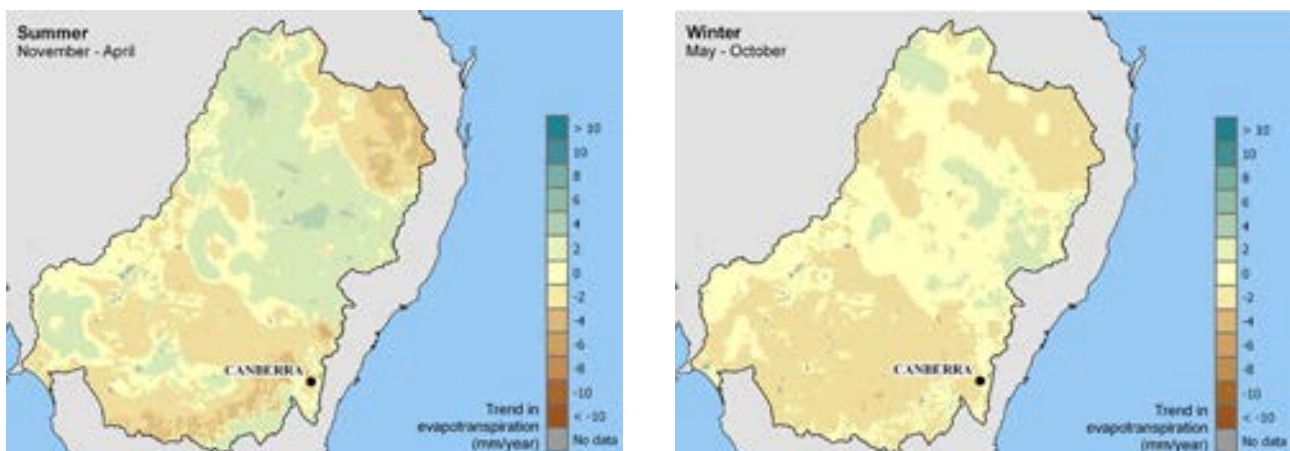 Summer
November - April
> 10
10
8
6
4
2
0
-2
-4
-6
-8
-10
< -10
No data
CANBERRA
Trend in
evapotranspiration
(mm/year)
Winter
May - October
> 10
10
8
6
4
2
0
-2
-4
-6
-8
-10
< -10
No data
CANBERRA
Trend in
evapotranspiration
(mm/year)